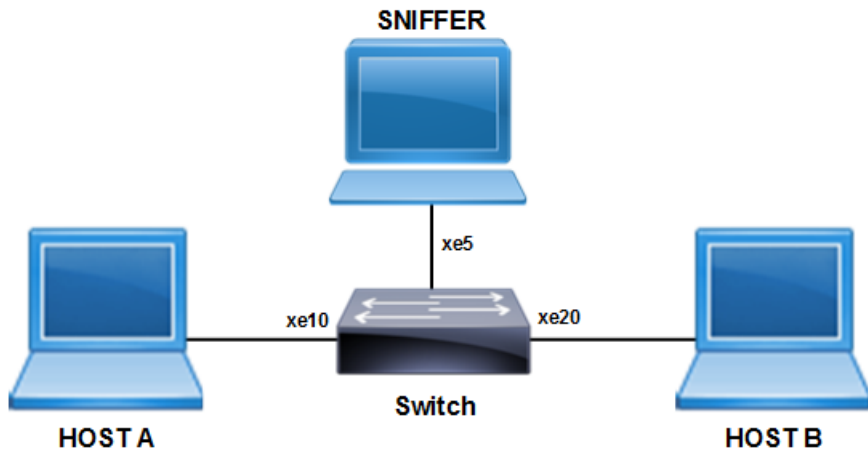 SNIFFER
xe5
xe10
xe20
Switch
HOST A
HOST B